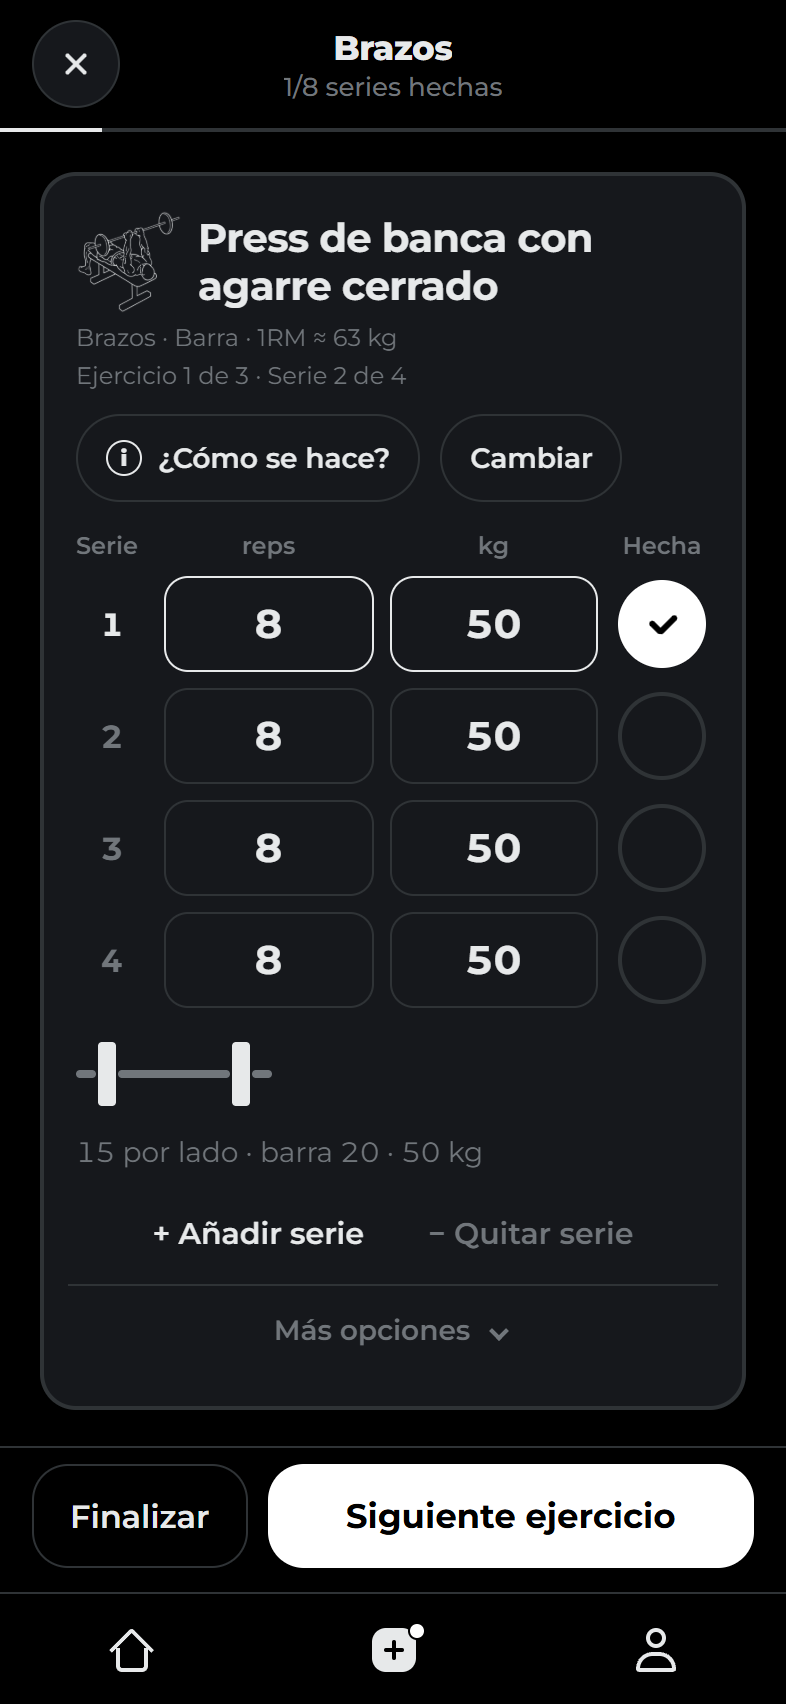 Brazos
1/8 series hechas
Press de banca con
agarre cerrado
Brazos · Barra · 1RM ≈ 63 kg
Ejercicio 1 de 3 · Serie 2 de 4
¿Cómo se hace?
Cambiar
Serie reps kg Hecha
1 8 50
2 8 50
3 8 50
4 8 50
15 por lado · barra 20 · 50 kg
+ Añadir serie − Quitar serie
Más opciones
Finalizar
Siguiente ejercicio